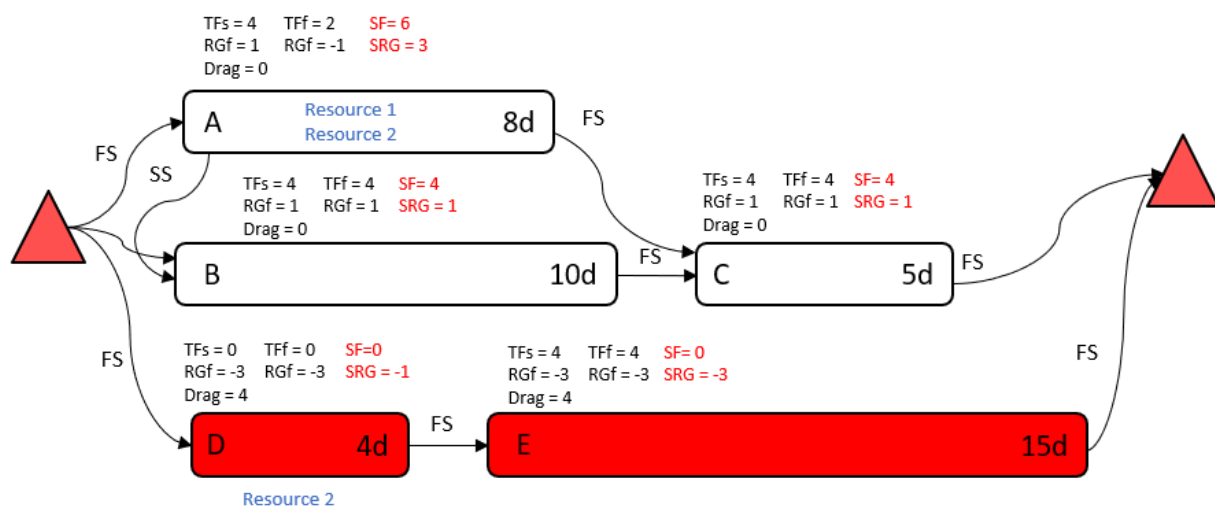 TFs = 4 TFf = 2 SF= 6
RGf = 1 RGf = -1 SRG = 3
Drag = 0
A Resource 1 8d
Resource 2
FS
FS
SS
TFs = 4 TFf = 4 SF= 4
RGf = 1 RGf = 1 SRG = 1
Drag = 0
TFs = 4 TFf = 4 SF= 4
RGf = 1 RGf = 1 SRG = 1
Drag = 0
B 10d
FS
C 5d
FS
TFs = 0 TFf = 0 SF=0
RGf = -3 RGf = -3 SRG = -1
Drag = 4
TFs = 4 TFf = 4 SF= 0
RGf = -3 RGf = -3 SRG = -3
Drag = 4
FS
FS
D 4d
FS
E 15d
Resource 2